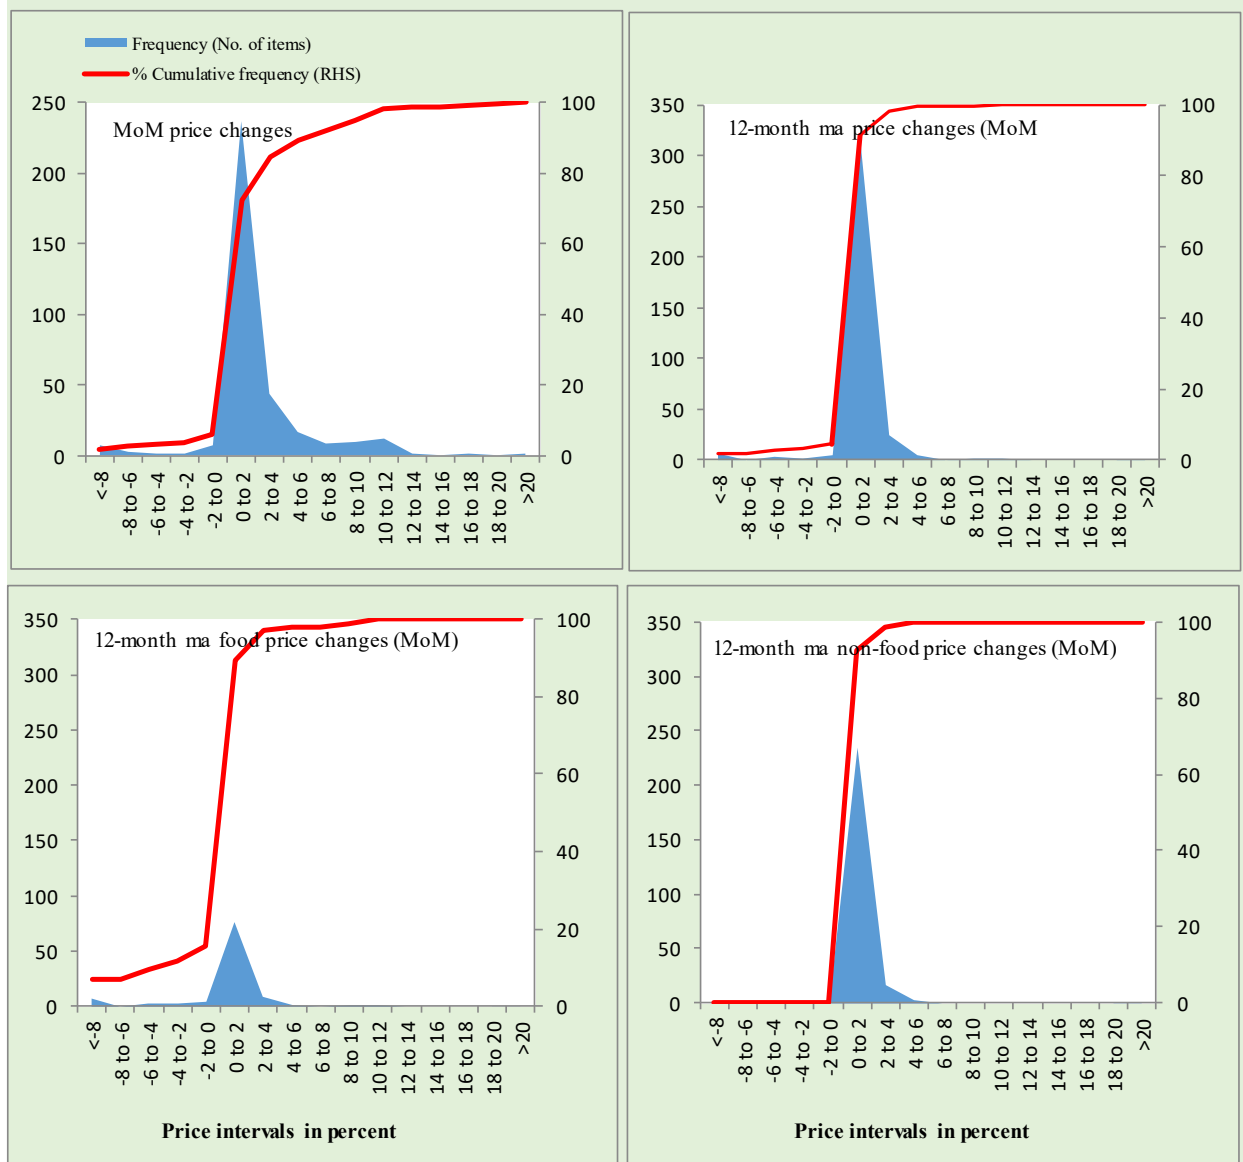 Frequency (No. of items)
% Cumulative frequency (RHS)
MoM price changes
250
200
150
100
50
0
100
80
60
40
20
0
<-8
-8 to -6
-6 to -4
-4 to -2
-2 to 0
0 to 2
2 to 4
4 to 6
6 to 8
8 to 10
10 to 12
12 to 14
14 to 16
16 to 18
18 to 20
>20
12-month ma price changes (MoM
350
300
250
200
150
100
50
0
100
80
60
40
20
0
<-8
-8 to -6
-6 to -4
-4 to -2
-2 to 0
0 to 2
2 to 4
4 to 6
6 to 8
8 to 10
10 to 12
12 to 14
14 to 16
16 to 18
18 to 20
>20
12-month ma food price changes (MoM)
350
300
250
200
150
100
50
0
100
80
60
40
20
0
<-8
-8 to -6
-6 to -4
-4 to -2
-2 to 0
0 to 2
2 to 4
4 to 6
6 to 8
8 to 10
10 to 12
12 to 14
14 to 16
16 to 18
18 to 20
>20
Price intervals in percent
12-month ma non-food price changes (MoM)
350
300
250
200
150
100
50
0
100
80
60
40
20
0
<-8
-8 to -6
-6 to -4
-4 to -2
-2 to 0
0 to 2
2 to 4
4 to 6
6 to 8
8 to 10
10 to 12
12 to 14
14 to 16
16 to 18
18 to 20
>20
Price intervals in percent